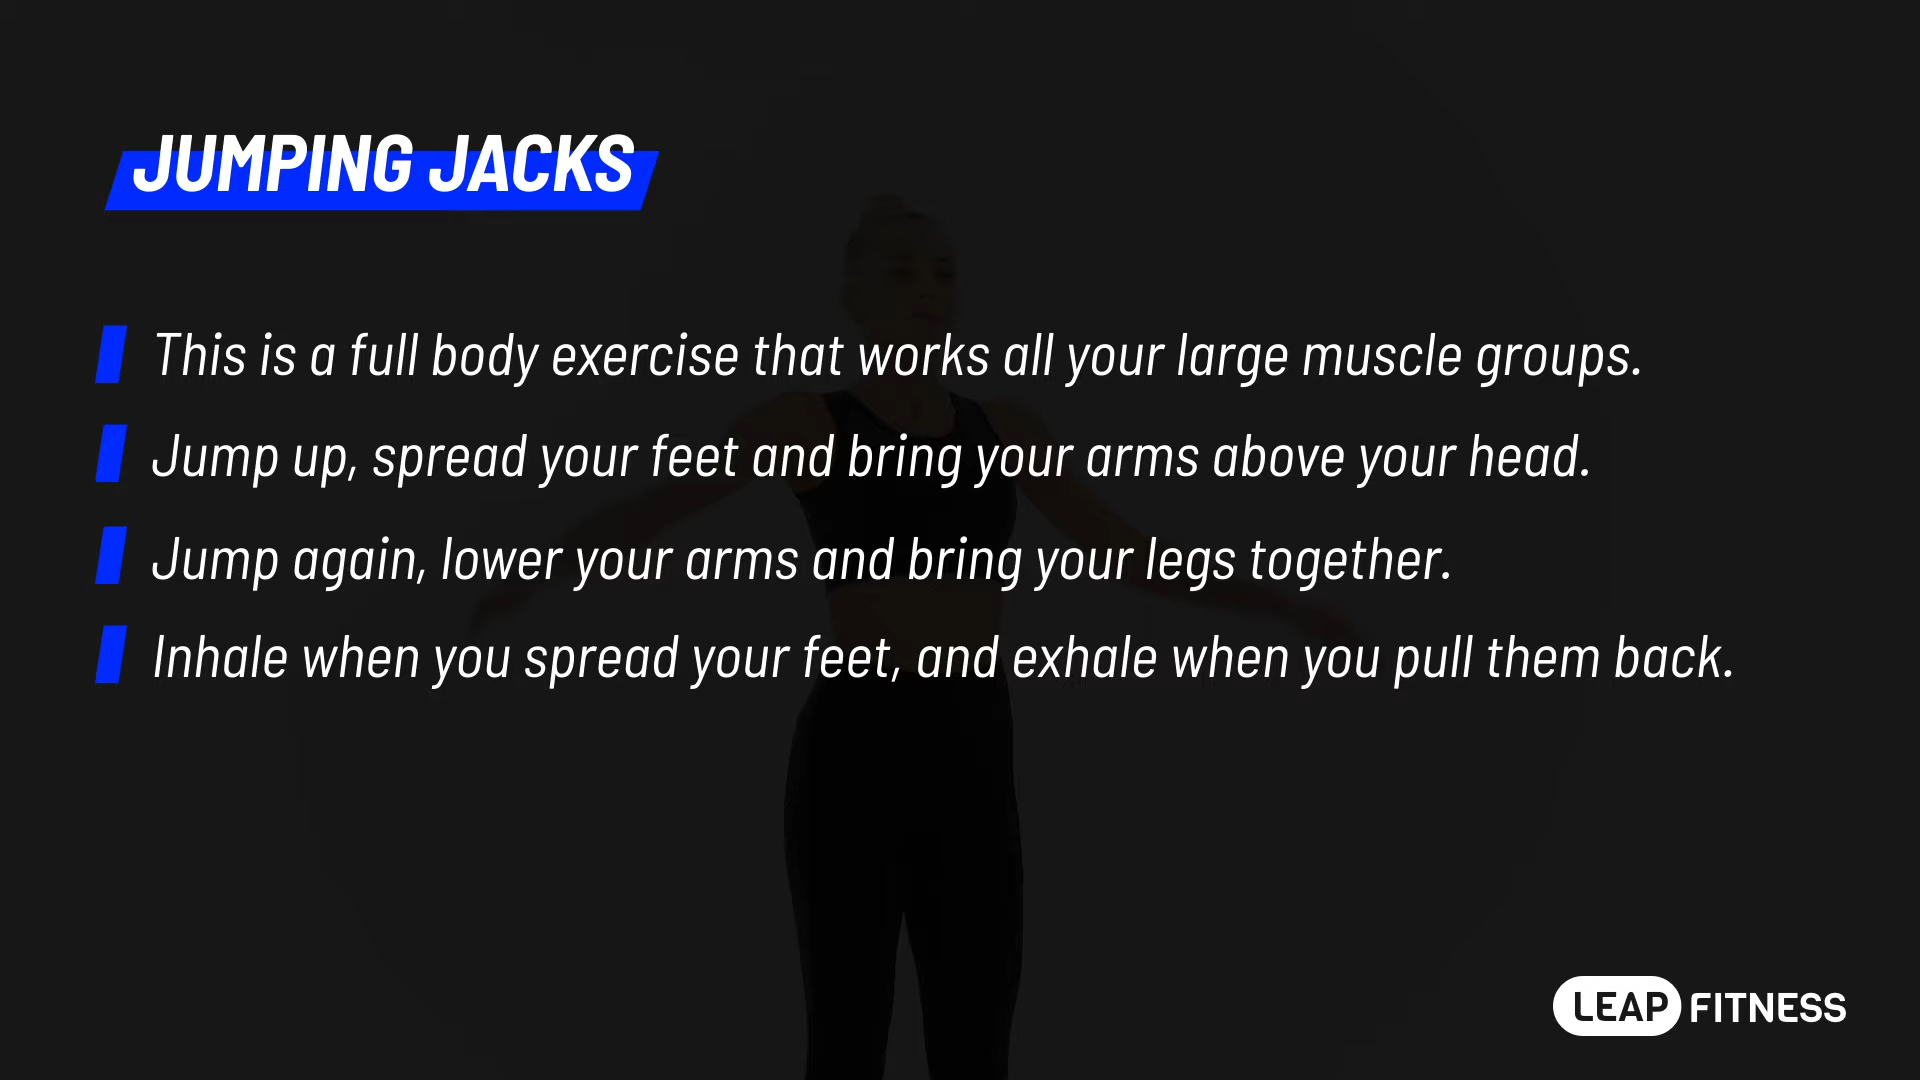 JUMPING JACKS
This is a full body exercise that works all your large muscle groups.
Jump up, spread your feet and bring your arms above your head.
Jump again, lower your arms and bring your legs together.
Inhale when you spread your feet, and exhale when you pull them back.
LEAP FITNESS